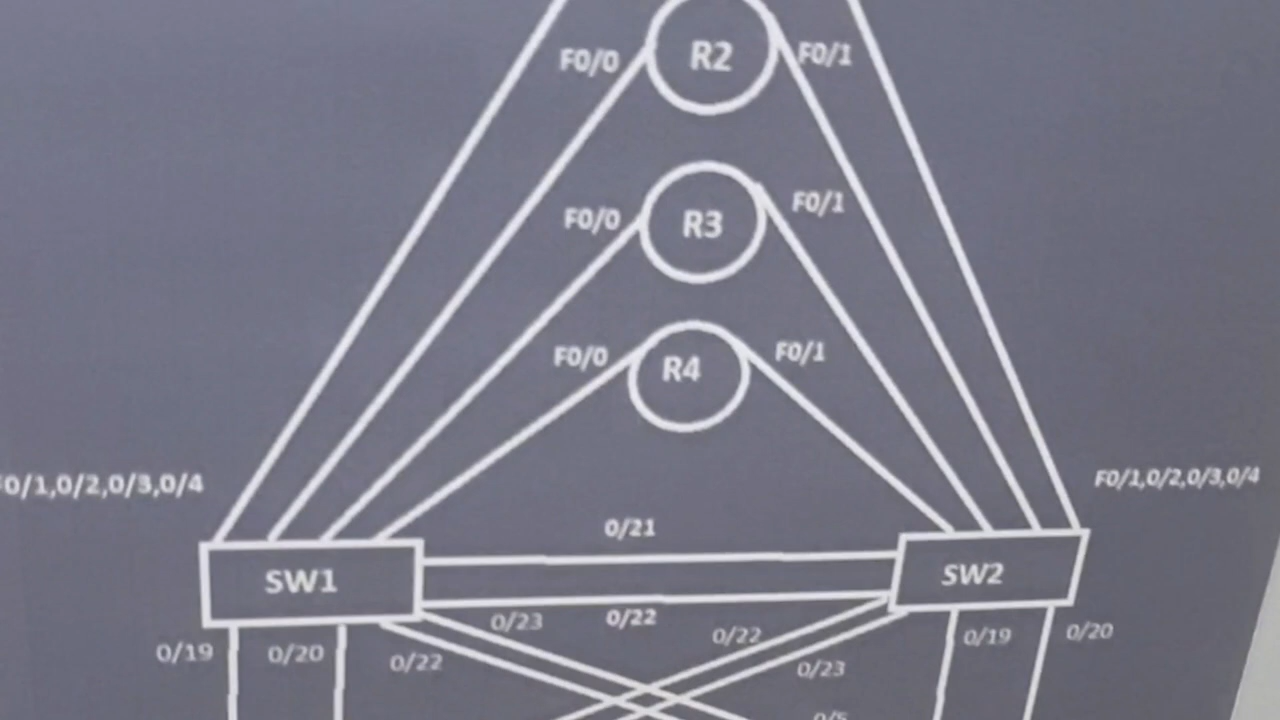 F0/0 R2 F0/1
F0/0 R3 F0/1
F0/0 R4 F0/1
F0/1,0/2,0/3,0/4
F0/1,0/2,0/3,0/4
0/21
SW1
SW2
0/23 0/22 0/22
0/19 0/20 0/22
0/23
0/19 0/20